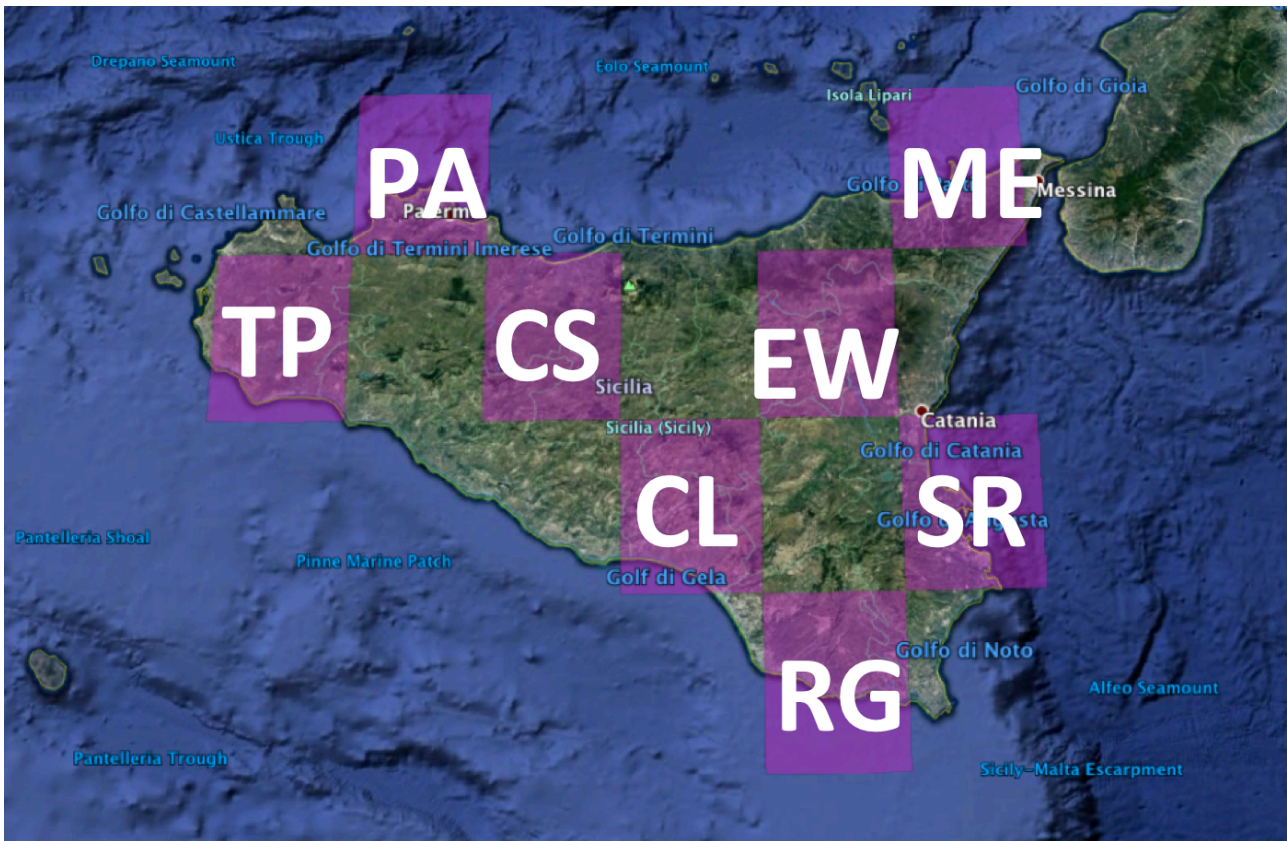 Drepano Seamount
Eolo Seamount
Golfo di Gioia
Isola Lipari
Ustica Trough
PA
ME
Messina
Palerm
Golfo di Castellammare
Golfo di Termini
Golfo di Termini Imerese
TP
CS
EW
Sicilia
Catania
Sicilia (Sicily)
Golfo di Catania
CL
SR
Pantelleria Shoal
Pinne Marine Patch
Golf di Gela
Golfo di Noto
RG
Alfeo Seamount
Pantelleria Trough
Sicily-Malta Escarpment